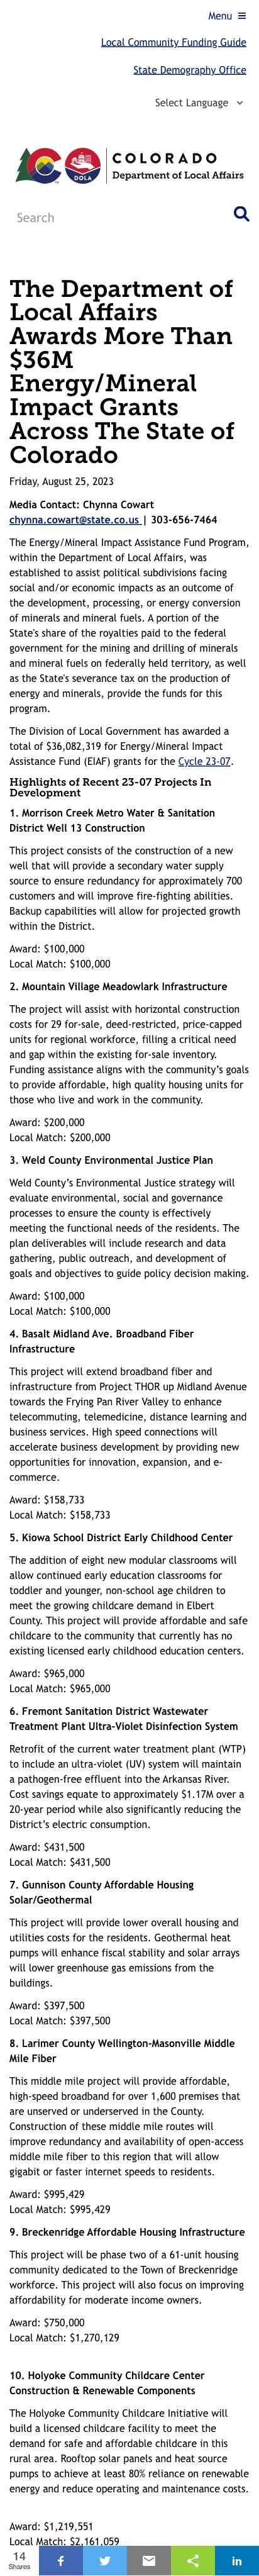 Menu ≡
Local Community Funding Guide
State Demography Office
Select Language
DOLA
COLORADO
Department of Local Affairs
Search
The Department of
Local Affairs
Awards More Than
$36M
Energy/Mineral
Impact Grants
Across The State of
Colorado
Friday, August 25, 2023
Media Contact: Chynna Cowart
chynna.cowart@state.co.us | 303-656-7464
The Energy/Mineral Impact Assistance Fund Program,
within the Department of Local Affairs, was
established to assist political subdivisions facing
social and/or economic impacts as an outcome of
the development, processing, or energy conversion
of minerals and mineral fuels. A portion of the
State's share of the royalties paid to the federal
government for the mining and drilling of minerals
and mineral fuels on federally held territory, as well
as the State's severance tax on the production of
energy and minerals, provide the funds for this
program.
The Division of Local Government has awarded a
total of $36,082,319 for Energy/Mineral Impact
Assistance Fund (EIAF) grants for the Cycle 23-07.
Highlights of Recent 23-07 Projects In
Development
1. Morrison Creek Metro Water & Sanitation
District Well 13 Construction
This project consists of the construction of a new
well that will provide a secondary water supply
source to ensure redundancy for approximately 700
customers and will improve fire-fighting abilities.
Backup capabilities will allow for projected growth
within the District.
Award: $100,000
Local Match: $100,000
2. Mountain Village Meadowlark Infrastructure
The project will assist with horizontal construction
costs for 29 for-sale, deed-restricted, price-capped
units for regional workforce, filling a critical need
and gap within the existing for-sale inventory.
Funding assistance aligns with the community's goals
to provide affordable, high quality housing units for
those who live and work in the community.
Award: $200,000
Local Match: $200,000
3. Weld County Environmental Justice Plan
Weld County's Environmental Justice strategy will
evaluate environmental, social and governance
processes to ensure the county is effectively
meeting the functional needs of the residents. The
plan deliverables will include research and data
gathering, public outreach, and development of
goals and objectives to guide policy decision making.
Award: $100,000
Local Match: $100,000
4. Basalt Midland Ave. Broadband Fiber
Infrastructure
This project will extend broadband fiber and
infrastructure from Project THOR up Midland Avenue
towards the Frying Pan River Valley to enhance
telecommuting, telemedicine, distance learning and
business services. High speed connections will
accelerate business development by providing new
opportunities for innovation, expansion, and e-
commerce.
Award: $158,733
Local Match: $158,733
5. Kiowa School District Early Childhood Center
The addition of eight new modular classrooms will
allow continued early education classrooms for
toddler and younger, non-school age children to
meet the growing childcare demand in Elbert
County. This project will provide affordable and safe
childcare to the community that currently has no
existing licensed early childhood education centers.
Award: $965,000
Local Match: $965,000
6. Fremont Sanitation District Wastewater
Treatment Plant Ultra-Violet Disinfection System
Retrofit of the current water treatment plant (WTP)
to include an ultra-violet (UV) system will maintain
a pathogen-free effluent into the Arkansas River.
Cost savings equate to approximately $1.17M over a
20-year period while also significantly reducing the
District's electric consumption.
Award: $431,500
Local Match: $431,500
7. Gunnison County Affordable Housing
Solar/Geothermal
This project will provide lower overall housing and
utilities costs for the residents. Geothermal heat
pumps will enhance fiscal stability and solar arrays
will lower greenhouse gas emissions from the
buildings.
Award: $397,500
Local Match: $397,500
8. Larimer County Wellington-Masonville Middle
Mile Fiber
This middle mile project will provide affordable,
high-speed broadband for over 1,600 premises that
are unserved or underserved in the County.
Construction of these middle mile routes will
improve redundancy and availability of open-access
middle mile fiber to this region that will allow
gigabit or faster internet speeds to residents.
Award: $995,429
Local Match: $995,429
9. Breckenridge Affordable Housing Infrastructure
This project will be phase two of a 61-unit housing
community dedicated to the Town of Breckenridge
workforce. This project will also focus on improving
affordability for moderate income owners.
Award: $750,000
Local Match: $1,270,129
10. Holyoke Community Childcare Center
Construction & Renewable Components
The Holyoke Community Childcare Initiative will
build a licensed childcare facility to meet the
demand for safe and affordable childcare in this
rural area. Rooftop solar panels and heat source
pumps to achieve at least 80% reliance on renewable
energy and reduce operating and maintenance costs.
Award: $1,219,551
Local Match: $2,161,059
14
Shares